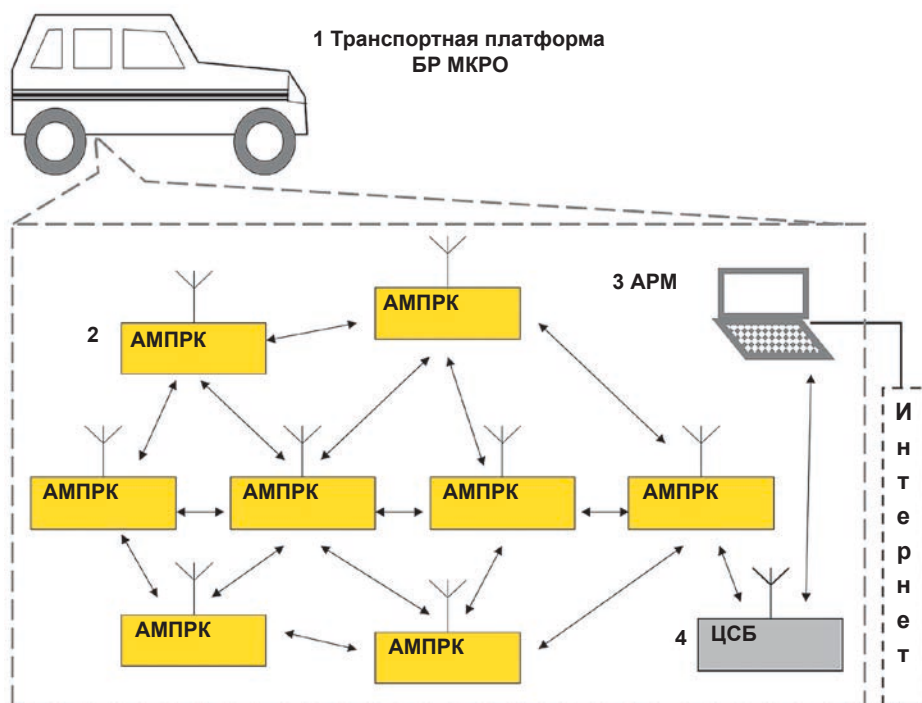 1 Транспортная платформа
БР МКРО
3 АРМ
АМПРК
2
АМПРК
АМПРК
АМПРК
АМПРК
АМПРК
АМПРК
АМПРК
4
ЦСБ
И
н
т
е
р
н
е
т